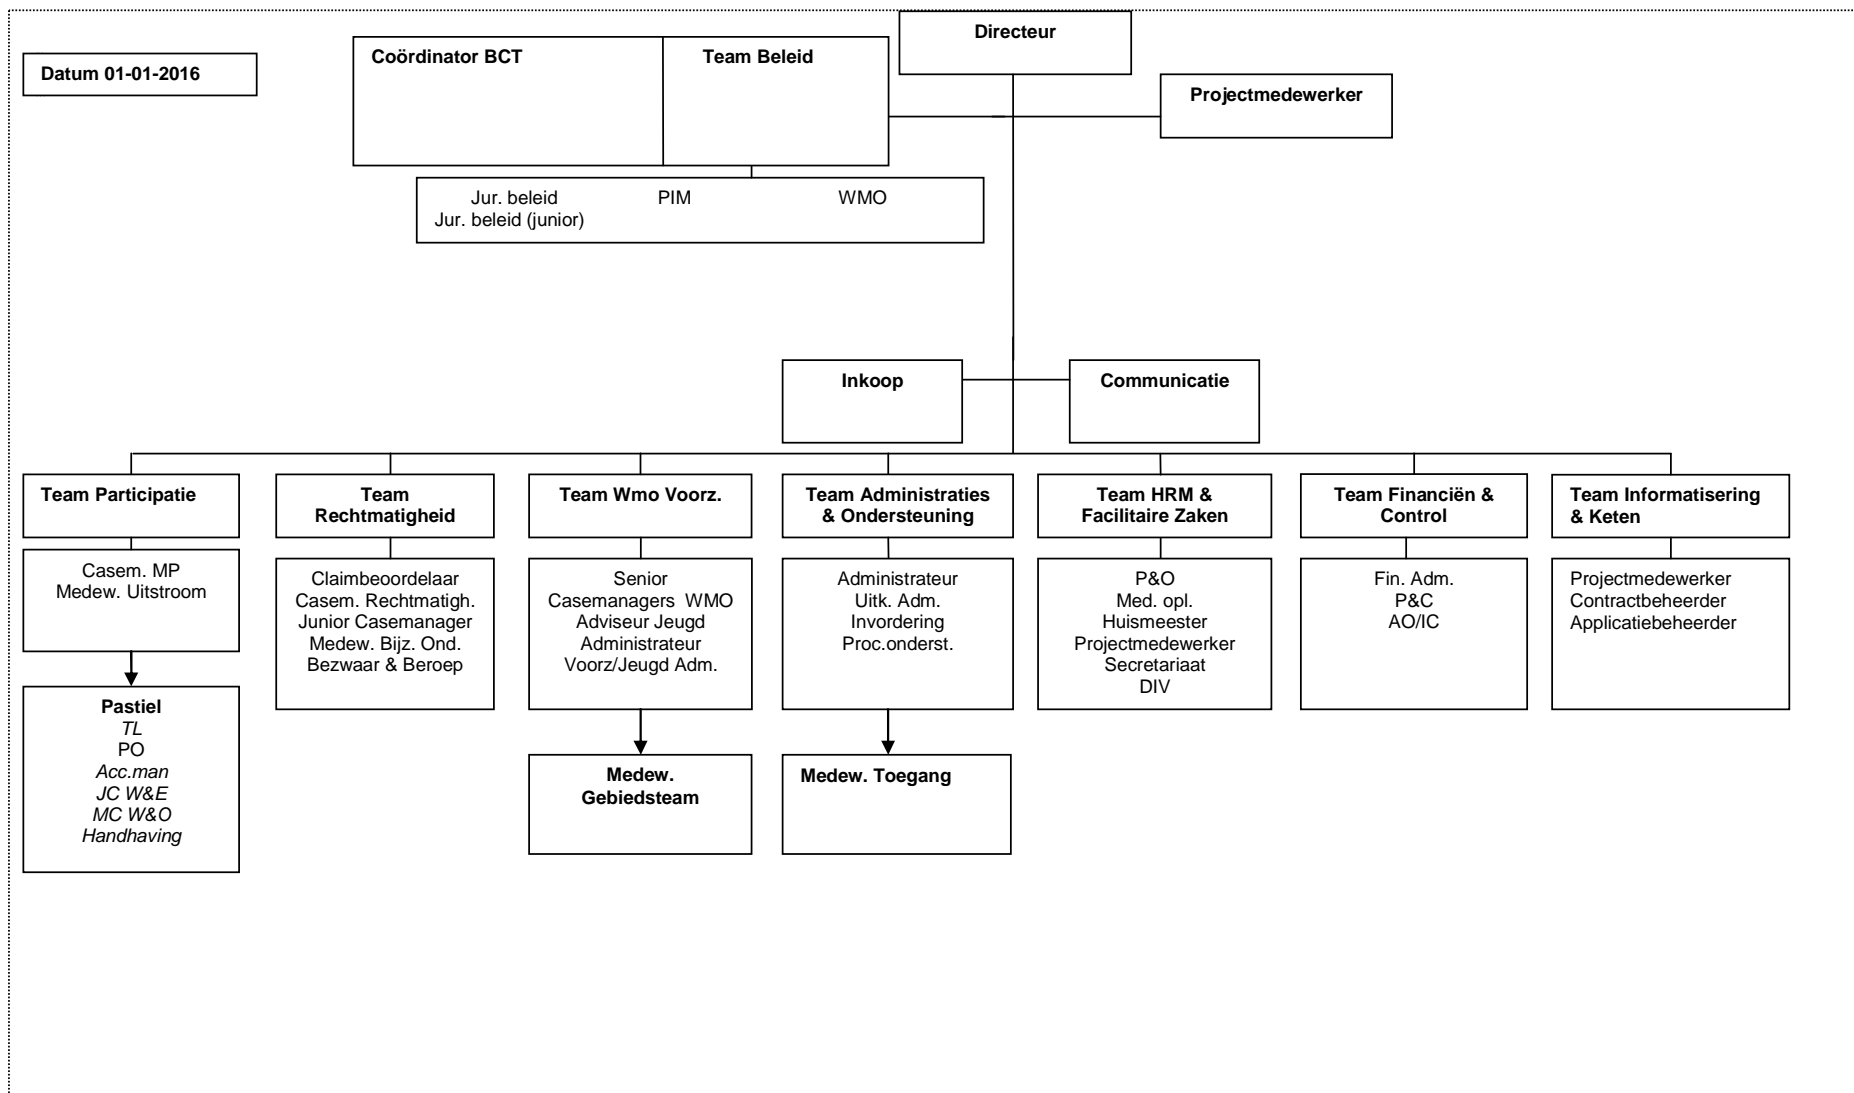 Directeur
Coördinator BCT
Team Beleid
Datum 01-01-2016
Projectmedewerker
Jur. beleid PIM WMO
Jur. beleid (junior)
Inkoop
Communicatie
Team Participatie
Casem. MP
Medew. Uitstroom
Pastiel
TL
PO
Acc.man
JC W&E
MC W&O
Handhaving
Team
Rechtmatigheid
Claimbeoordelaar
Casem. Rechtmatigh.
Junior Casemanager
Medew. Bijz. Ond.
Bezwaar & Beroep
Team Wmo Voorz.
Senior
Casemanagers WMO
Adviseur Jeugd
Administrateur
Voorz/Jeugd Adm.
Medew.
Gebiedsteam
Team Administraties
& Ondersteuning
Administrateur
Uitk. Adm.
Invordering
Proc.onderst.
Medew. Toegang
Team HRM &
Facilitaire Zaken
P&O
Med. opl.
Huismeester
Projectmedewerker
Secretariaat
DIV
Team Financiën &
Control
Fin. Adm.
P&C
AO/IC
Team Informatisering
& Keten
Projectmedewerker
Contractbeheerder
Applicatiebeheerder